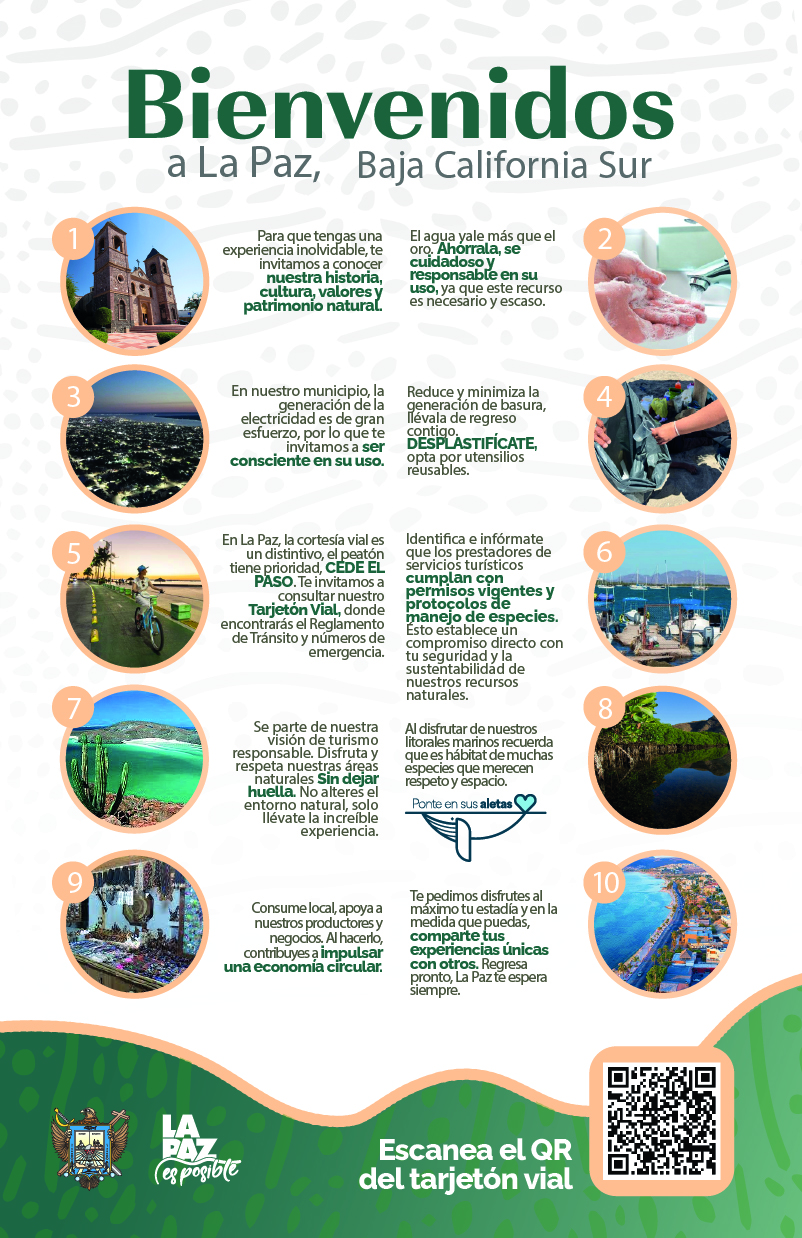 Bienvenidos
a La Paz, Baja California Sur
1
Para que tengas una
experiencia inolvidable, te
invitamos a conocer
nuestra historia,
cultura, valores y
patrimonio natural.
El agua yale más que el
oro. Ahórrala, se
cuidadoso y
responsable en su
uso, ya que este recurso
es necesario y escaso.
2
3
En nuestro municipio, la
generación de la
electricidad es de gran
esfuerzo, por lo que te
invitamos a ser
consciente en su uso.
Reduce y minimiza la
generación de basura,
llévala de regreso
contigo.
DESPLASTIFÍCATE,
opta por utensilios
reusables.
4
5
En La Paz, la cortesía vial es
un distintivo, el peatón
tiene prioridad, CEDE EL
PASO. Te invitamos a
consultar nuestro
Tarjetón Vial, donde
encontrarás el Reglamento
de Tránsito y números de
emergencia.
Identifica e infórmate
que los prestadores de
servicios turísticos
cumplan con
permisos vigentes y
protocolos de
manejo de especies.
Esto establece un
compromiso directo con
tu seguridad y la
sustentabilidad de
nuestros recursos
naturales.
6
7
Se parte de nuestra
visión de turismo
responsable. Disfruta y
respeta nuestras áreas
naturales Sin dejar
huella. No alteres el
entorno natural, solo
llévate la increíble
experiencia.
Al disfrutar de nuestros
litorales marinos recuerda
que es hábitat de muchas
especies que merecen
respeto y espacio.
Ponte en sus aletas
8
9
Consume local, apoya a
nuestros productores y
negocios. Al hacerlo,
contribuyes a impulsar
una economía circular.
Te pedimos disfrutes al
máximo tu estadía y en la
medida que puedas,
comparte tus
experiencias únicas
con otros. Regresa
pronto, La Paz te espera
siempre.
10
LA
PAZ
es posible
Escanea el QR
del tarjetón vial